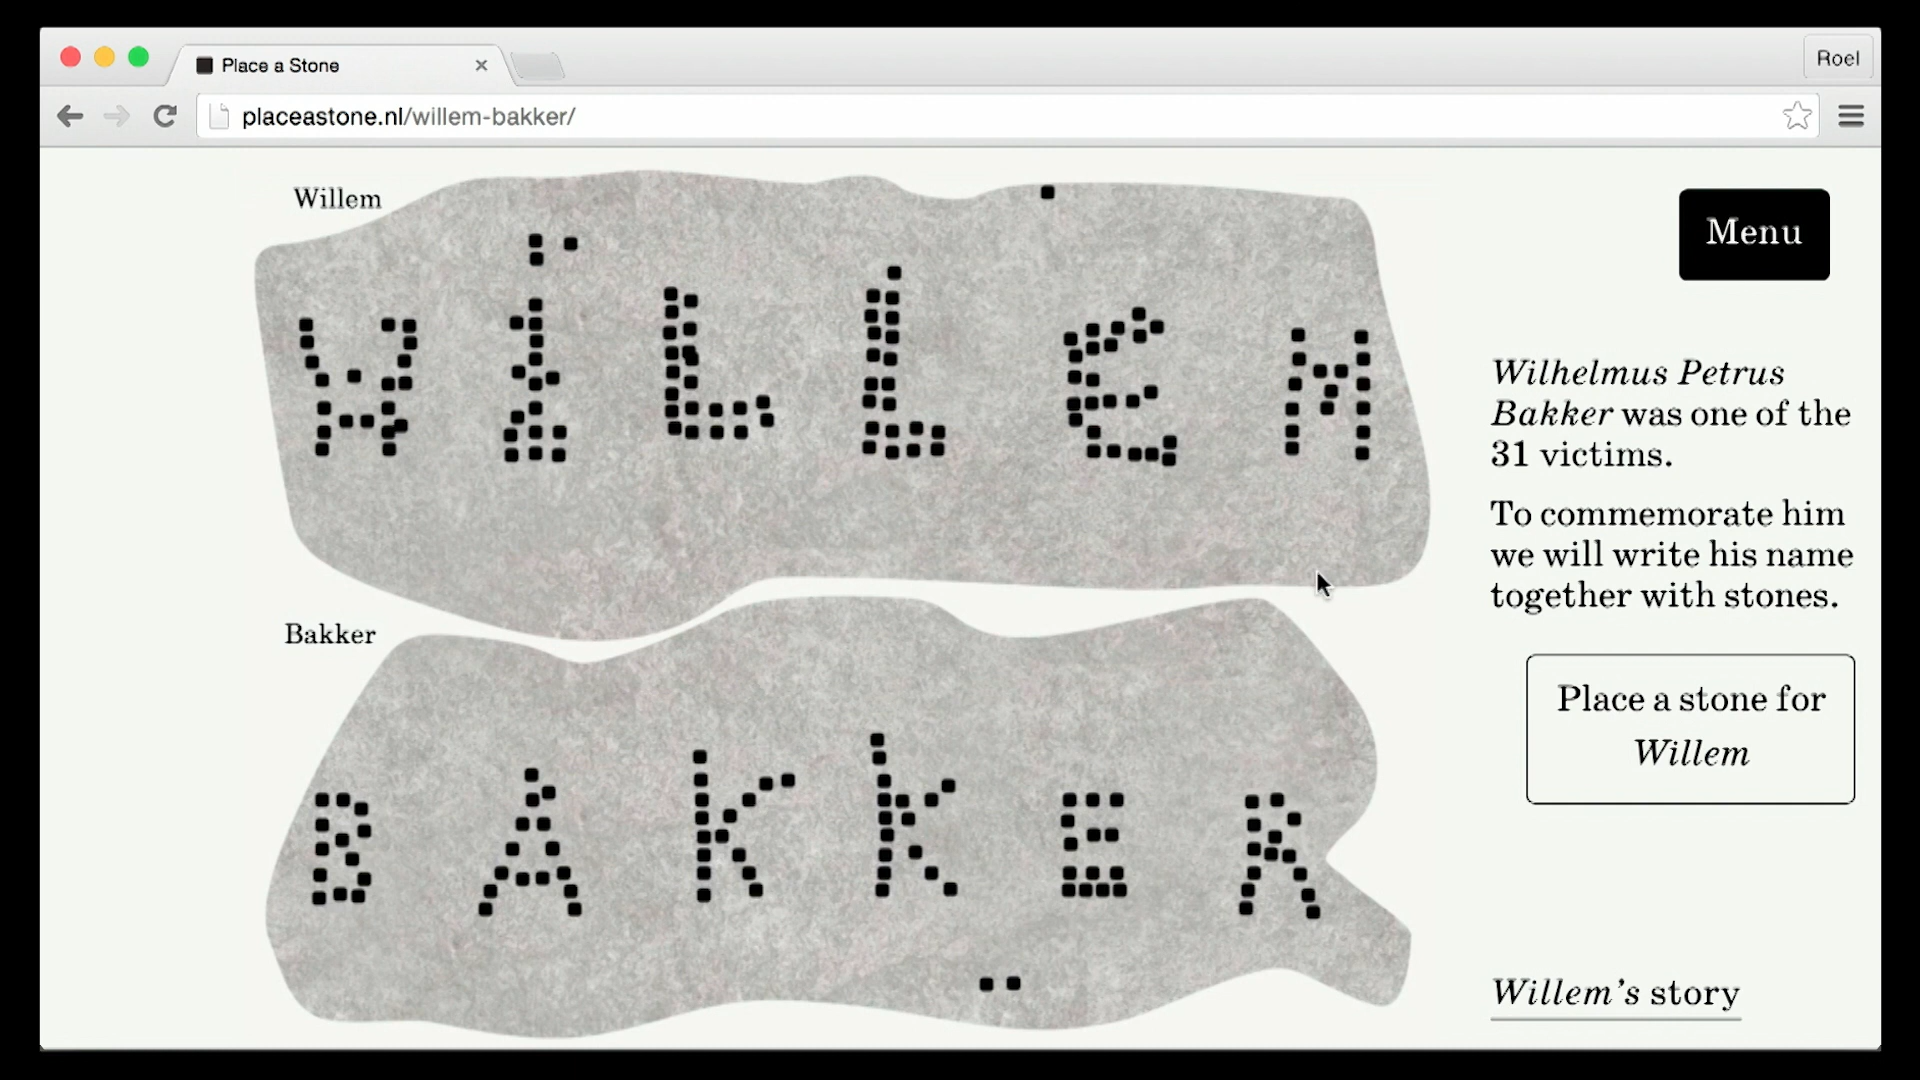 Place a Stone
Roel
placeastone.nl/willem-bakker/
Willem
WILLEM
Bakker
BAKKER
Menu
Wilhelmus Petrus
Bakker was one of the
31 victims.
To commemorate him
we will write his name
together with stones.
Place a stone for
Willem
Willem's story